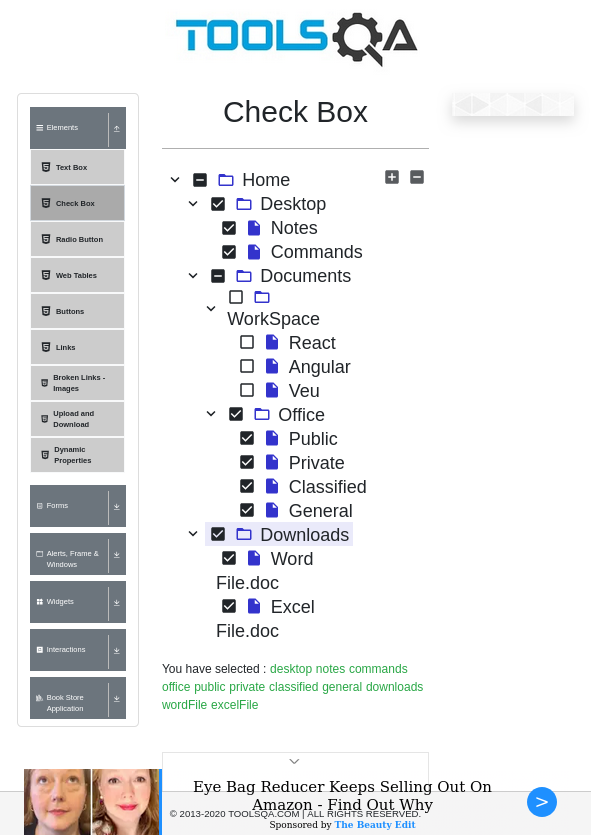 TOOLSQA
Elements
Text Box
Check Box
Radio Button
Web Tables
Buttons
Links
Broken Links -
Images
Upload and
Download
Dynamic
Properties
Forms
Alerts, Frame &
Windows
Widgets
Interactions
Book Store
Application
Check Box
Home
Desktop
Notes
Commands
Documents
WorkSpace
React
Angular
Veu
Office
Public
Private
Classified
General
Downloads
Word
File.doc
Excel
File.doc
You have selected : desktop notes commands
office public private classified general downloads
wordFile excelFile
Eye Bag Reducer Keeps Selling Out On
Amazon - Find Out Why
© 2013-2020 TOOLSQA.COM | ALL RIGHTS RESERVED.
Sponsored by The Beauty Edit